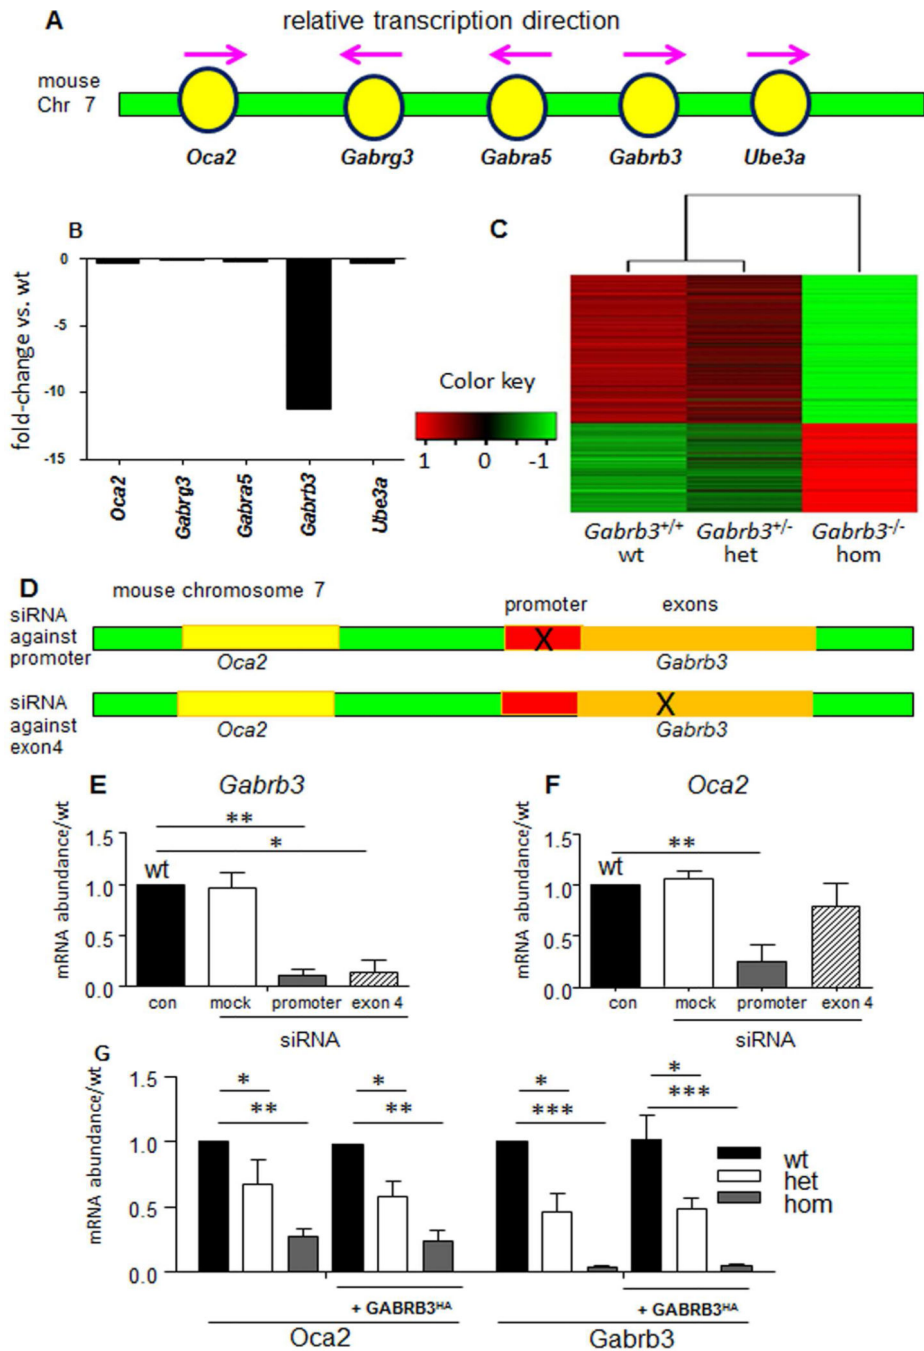 A
relative transcription direction
mouse
Chr 7
Oca2 Gabrg3 Gabra5 Gabrb3 Ube3a
B
fold-change vs. wt
0
-5
-10
-15
Oca2 Gabrg3 Gabra5 Gabrb3 Ube3a
C
Color key
1 0 -1
Gabrb3+/+ Gabrb3+/- Gabrb3-/-
wt het hom
D
mouse chromosome 7
promoter exons
siRNA
against
promoter
X
Oca2 Gabrb3
siRNA
against
exon4
X
Oca2 Gabrb3
E
Gabrb3
mRNA abundance/wt
1.5
1.0
0.5
0.0
**
*
wt
con mock promoter exon 4
siRNA
F
Oca2
mRNA abundance/wt
1.5
1.0
0.5
0.0
**
wt
con mock promoter exon 4
siRNA
G
mRNA abundance/wt
1.5
1.0
0.5
0.0
* * * *
** ** *** ***
wt
het
hom
+ GABRB3HA + GABRB3HA
Oca2 Gabrb3